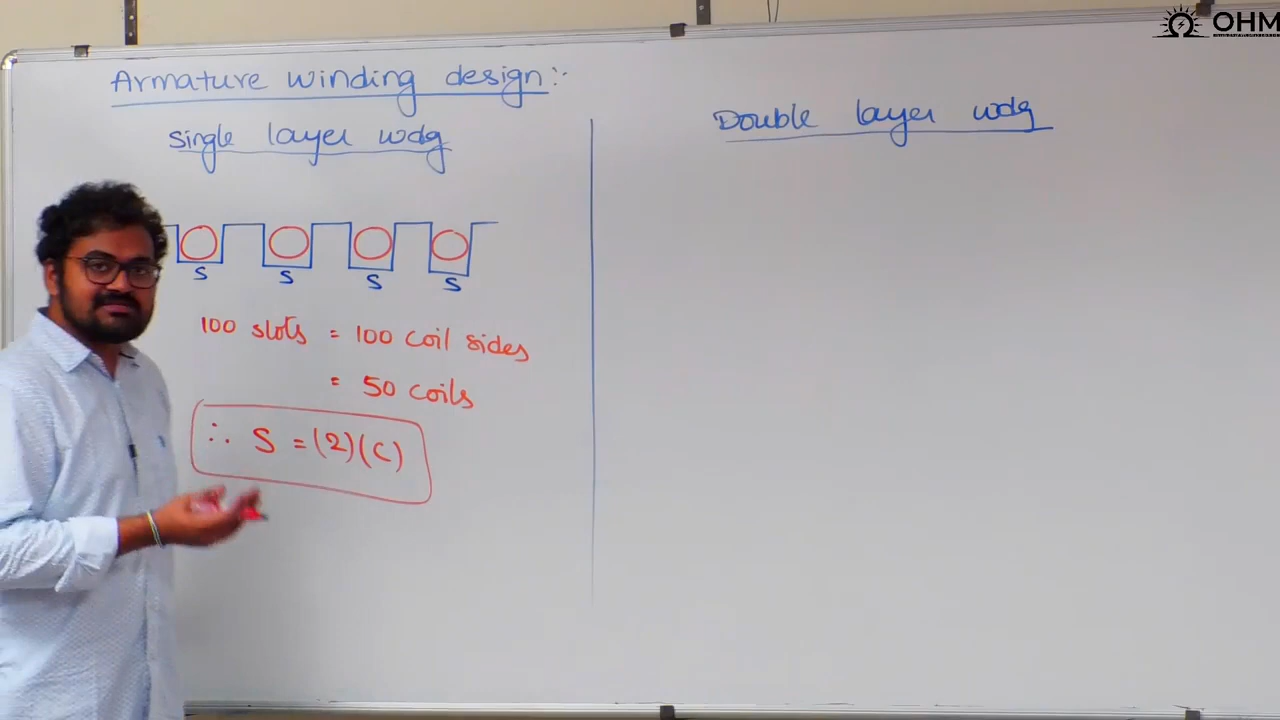 OHM
Armature winding design:-
Single layer wdg
S S S S
100 slots = 100 coil sides
= 50 coils
∴ S = (2)(C)
Double layer wdg